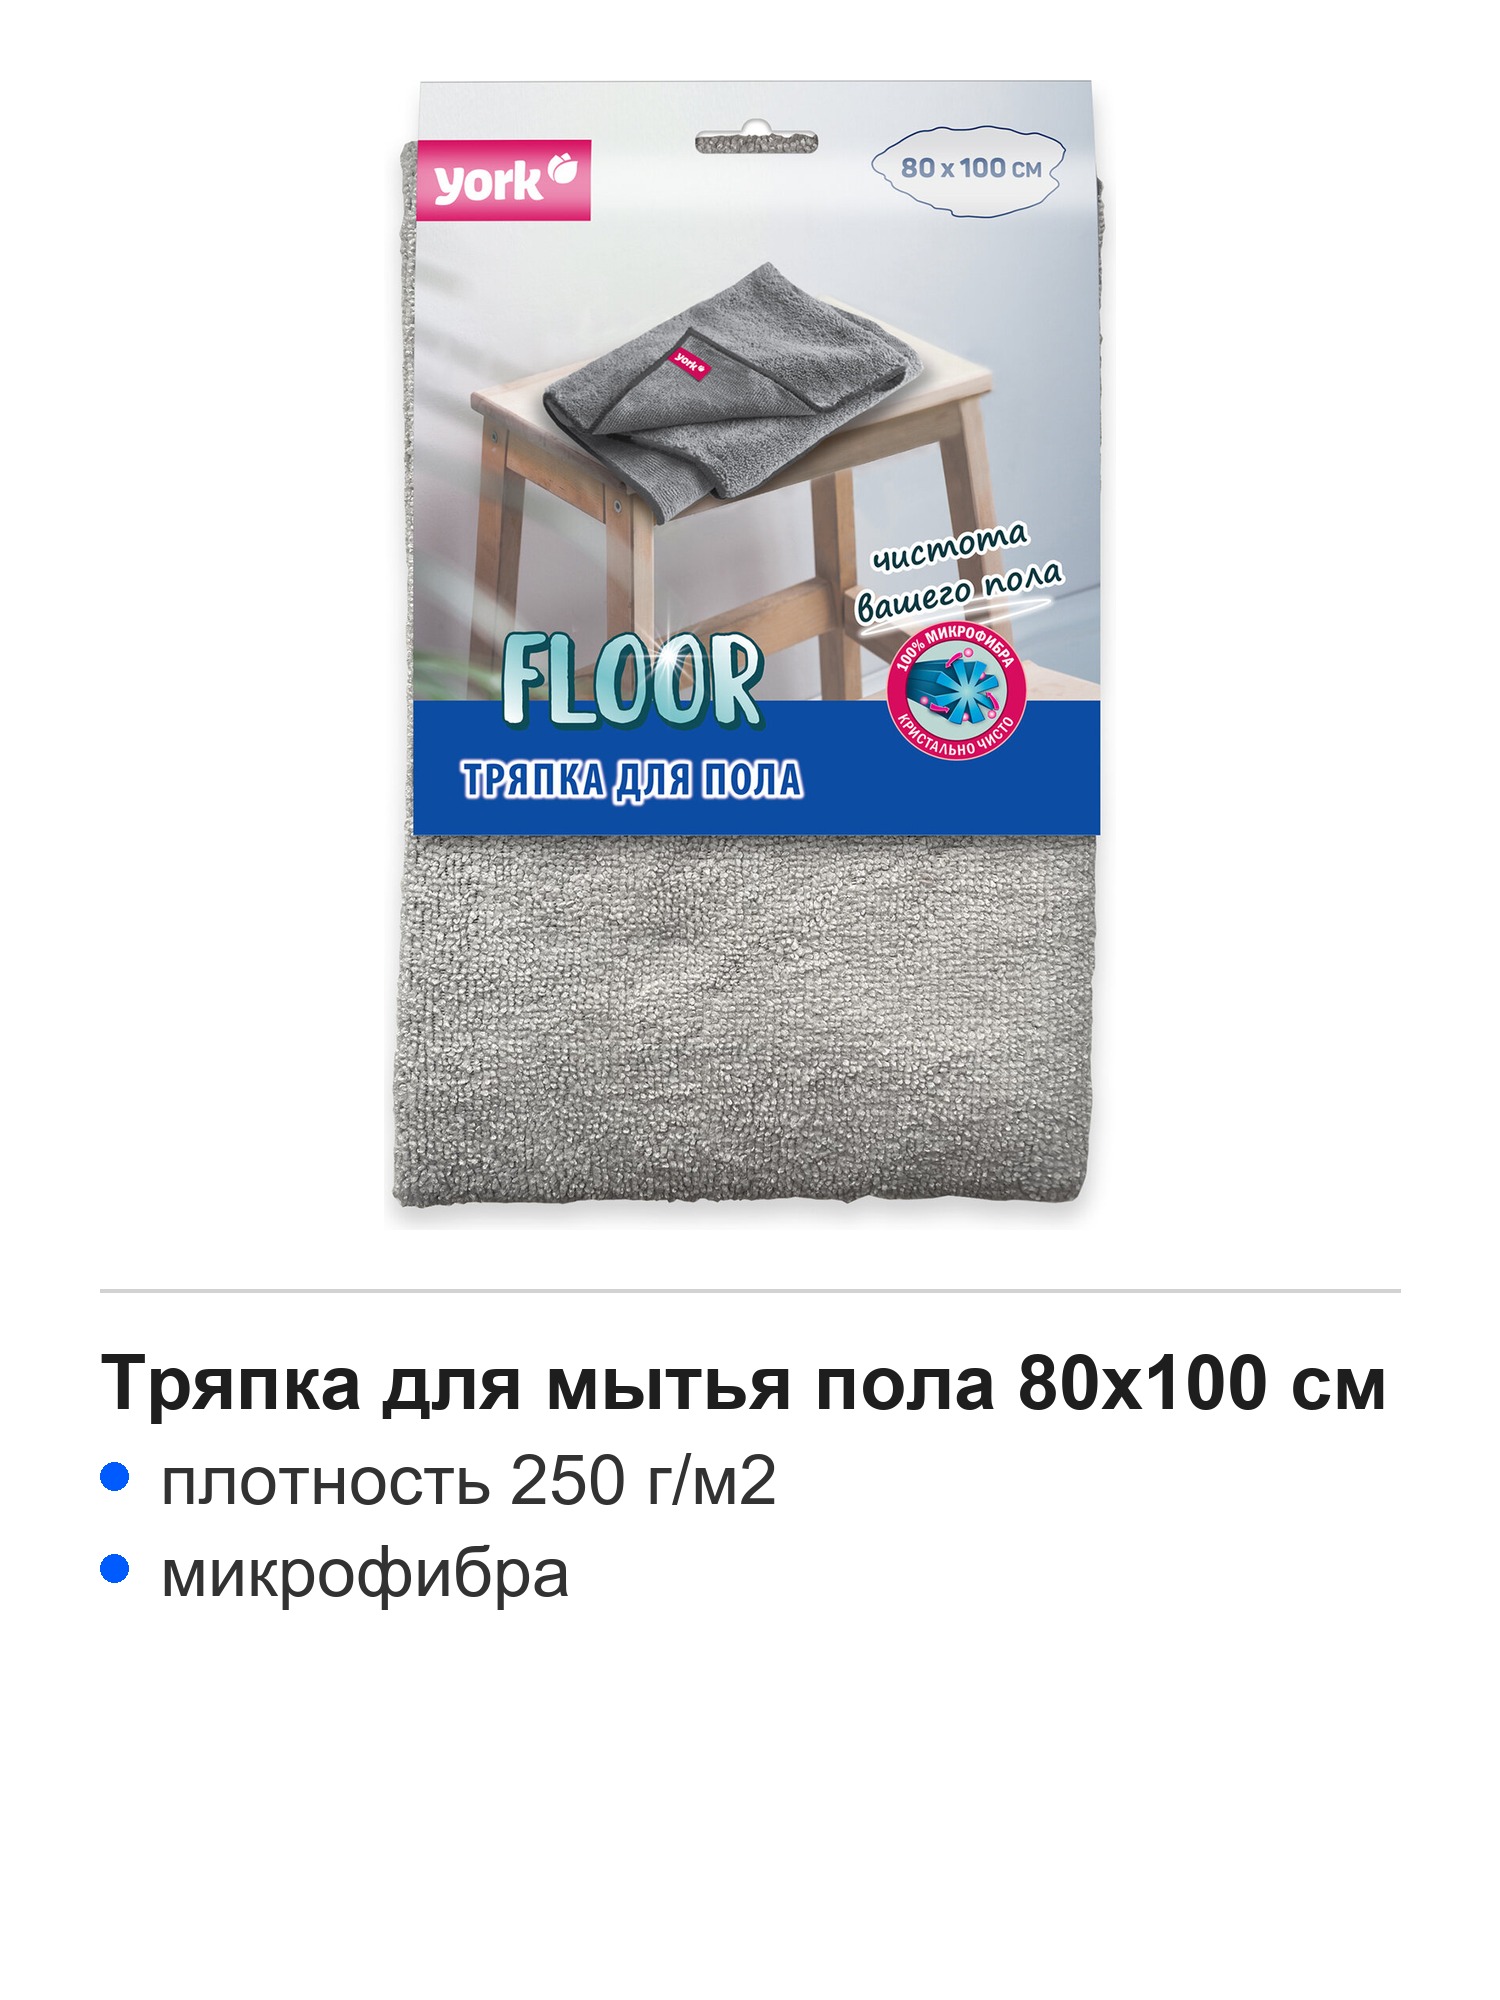 york
80 x 100 см
york
чистота
вашего пола
100% МИКРОФИБРА
КРИСТАЛЬНО ЧИСТО
FLOOR
ТРЯПКА ДЛЯ ПОЛА
Тряпка для мытья пола 80х100 см
плотность 250 г/м2
микрофибра